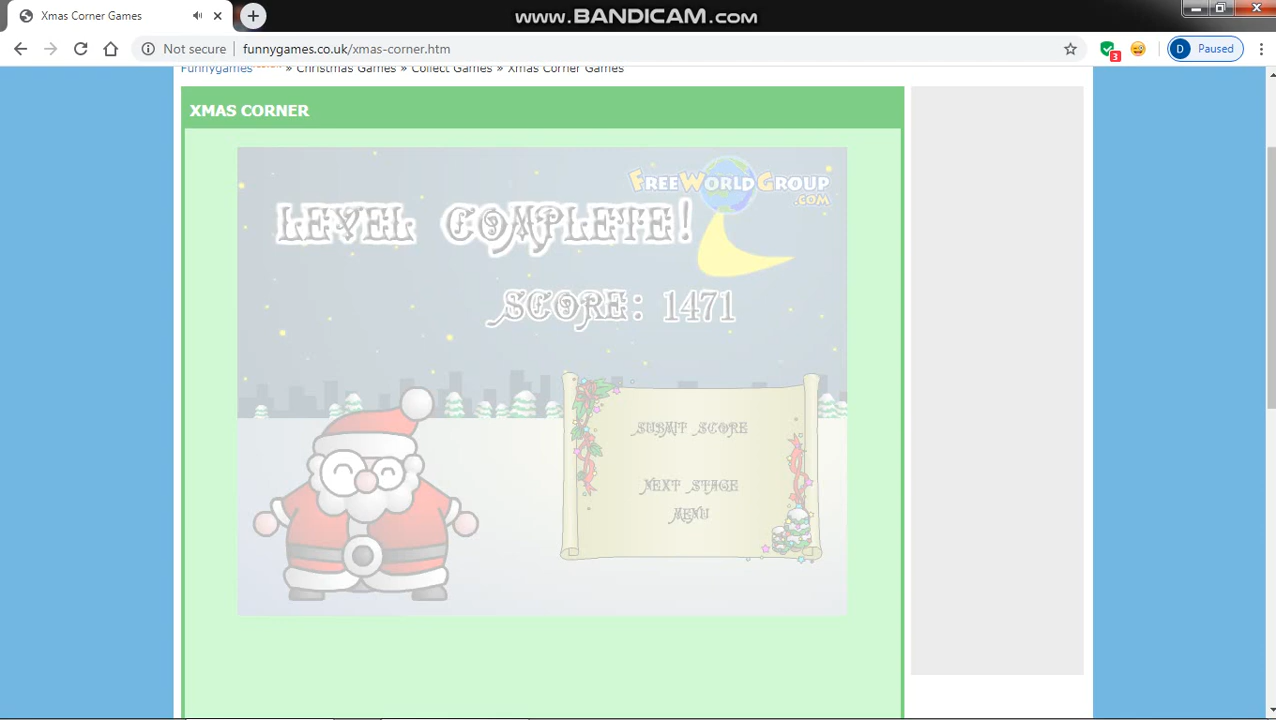 Xmas Corner Games
www.BANDICAM.com
Not secure
funnygames.co.uk/xmas-corner.htm
3
D
Paused
Funnygames » Christmas Games » Collect Games » Xmas Corner Games
XMAS CORNER
FREEWORLDGROUP
.COM
LEVEL COMPLETE!
SCORE: 1471
SUBMIT SCORE
NEXT STAGE
MENU